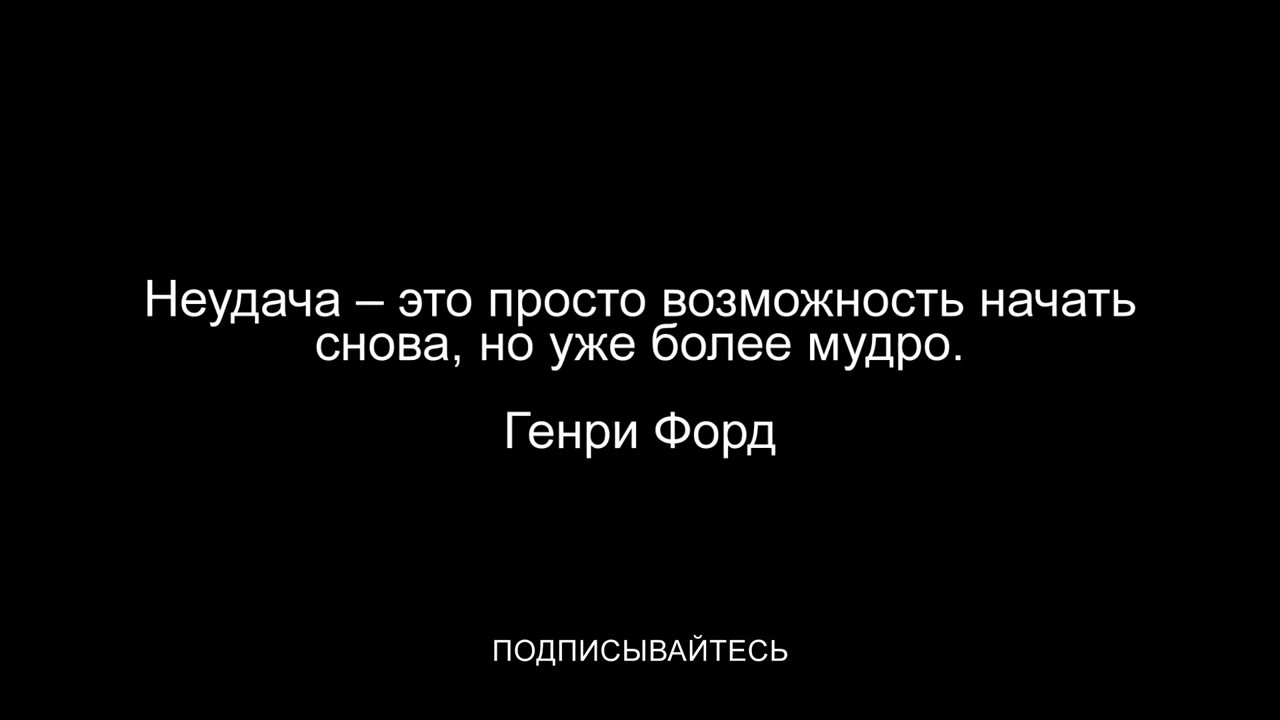 Неудача – это просто возможность начать
снова, но уже более мудро.
Генри Форд
ПОДПИСЫВАЙТЕСЬ